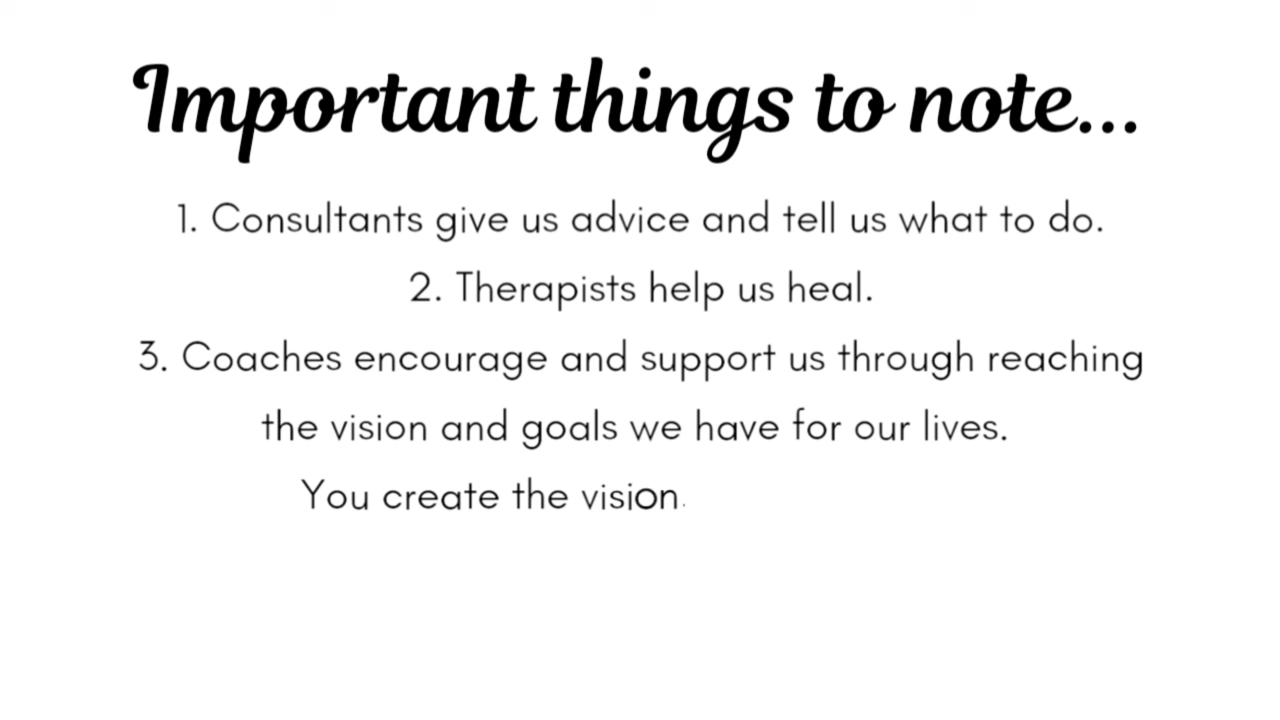 Important things to note...
1. Consultants give us advice and tell us what to do.
2. Therapists help us heal.
3. Coaches encourage and support us through reaching
the vision and goals we have for our lives.
You create the vision.